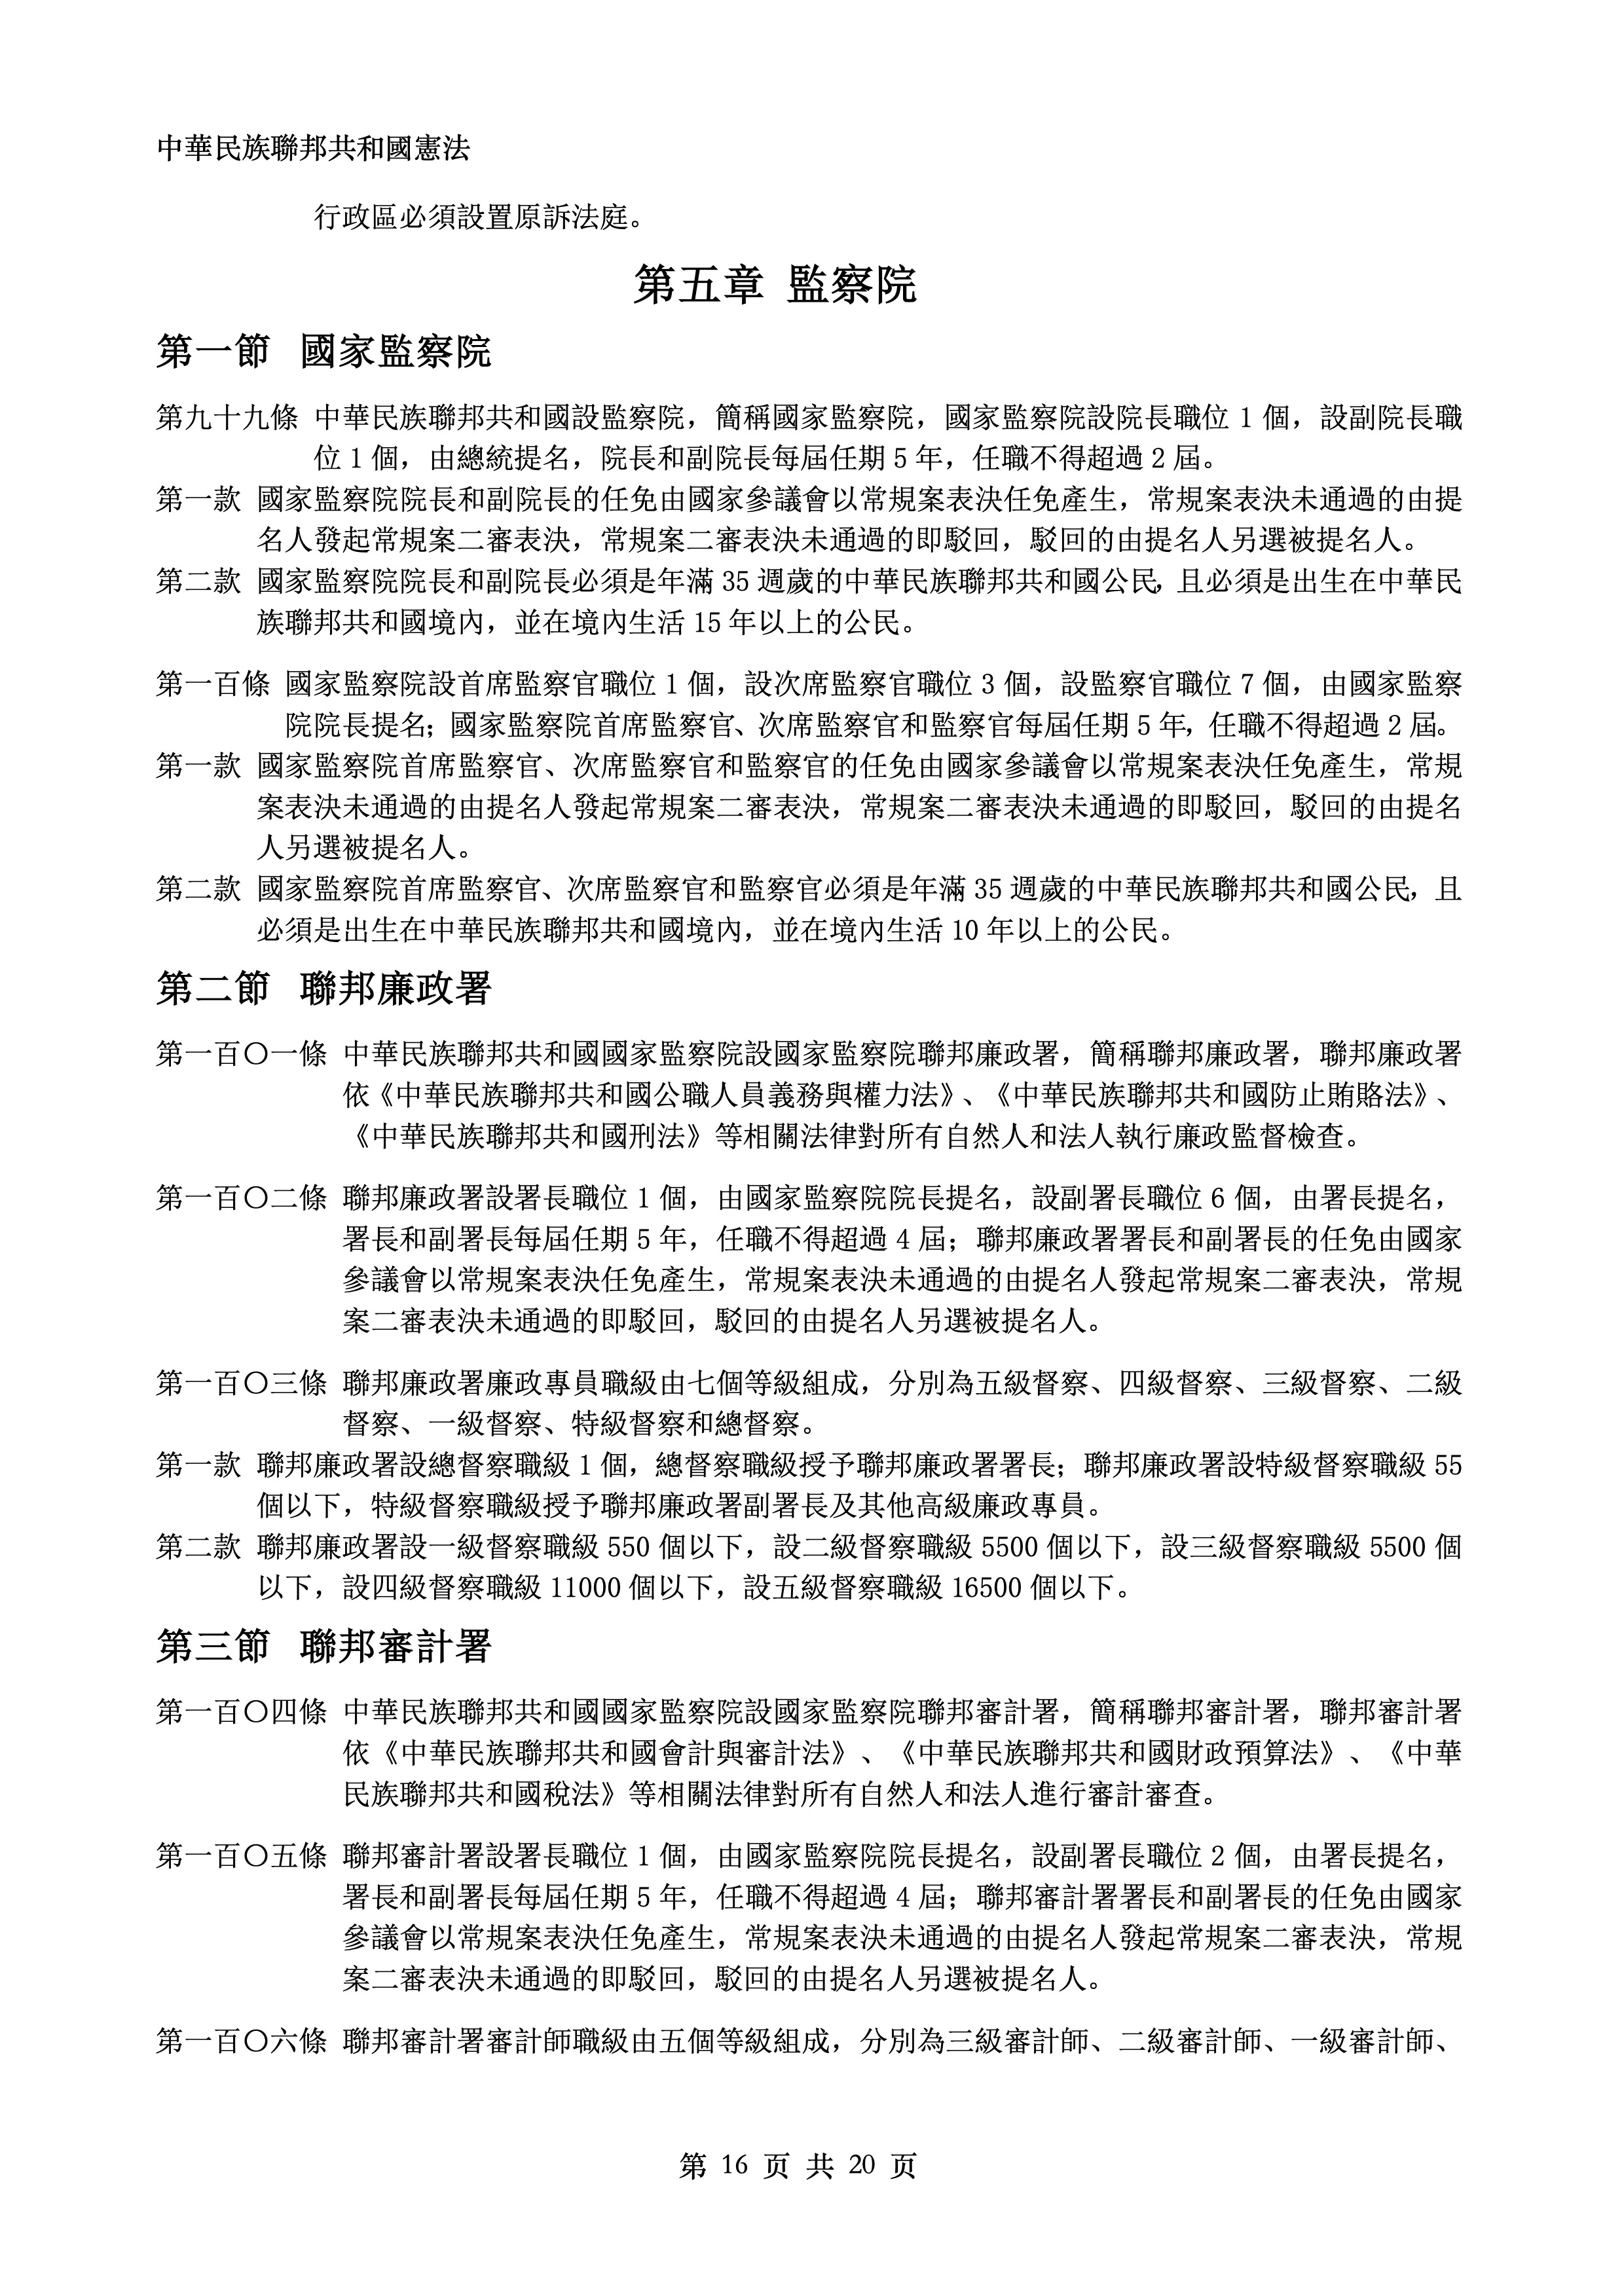 中華民族聯邦共和國憲法
行政區必須設置原訴法庭。
第五章 監察院
第一節 國家監察院
第九十九條 中華民族聯邦共和國設監察院，簡稱國家監察院，國家監察院設院長職位 1 個，設副院長職
位 1 個，由總統提名，院長和副院長每屆任期 5 年，任職不得超過 2 屆。
第一款 國家監察院院長和副院長的任免由國家參議會以常規案表決任免產生，常規案表決未通過的由提
名人發起常規案二審表決，常規案二審表決未通過的即駁回，駁回的由提名人另選被提名人。
第二款 國家監察院院長和副院長必須是年滿 35 週歲的中華民族聯邦共和國公民，且必須是出生在中華民
族聯邦共和國境內，並在境內生活 15 年以上的公民。
第一百條 國家監察院設首席監察官職位 1 個，設次席監察官職位 3 個，設監察官職位 7 個，由國家監察
院院長提名；國家監察院首席監察官、次席監察官和監察官每屆任期 5 年，任職不得超過 2 屆。
第一款 國家監察院首席監察官、次席監察官和監察官的任免由國家參議會以常規案表決任免產生，常規
案表決未通過的由提名人發起常規案二審表決，常規案二審表決未通過的即駁回，駁回的由提名
人另選被提名人。
第二款 國家監察院首席監察官、次席監察官和監察官必須是年滿 35 週歲的中華民族聯邦共和國公民，且
必須是出生在中華民族聯邦共和國境內，並在境內生活 10 年以上的公民。
第二節 聯邦廉政署
第一百〇一條 中華民族聯邦共和國國家監察院設國家監察院聯邦廉政署，簡稱聯邦廉政署，聯邦廉政署
依《中華民族聯邦共和國公職人員義務與權力法》、《中華民族聯邦共和國防止賄賂法》、
《中華民族聯邦共和國刑法》等相關法律對所有自然人和法人執行廉政監督檢查。
第一百〇二條 聯邦廉政署設署長職位 1 個，由國家監察院院長提名，設副署長職位 6 個，由署長提名，
署長和副署長每屆任期 5 年，任職不得超過 4 屆；聯邦廉政署署長和副署長的任免由國家
參議會以常規案表決任免產生，常規案表決未通過的由提名人發起常規案二審表決，常規
案二審表決未通過的即駁回，駁回的由提名人另選被提名人。
第一百〇三條 聯邦廉政署廉政專員職級由七個等級組成，分別為五級督察、四級督察、三級督察、二級
督察、一級督察、特級督察和總督察。
第一款 聯邦廉政署設總督察職級 1 個，總督察職級授予聯邦廉政署署長；聯邦廉政署設特級督察職級 55
個以下，特級督察職級授予聯邦廉政署副署長及其他高級廉政專員。
第二款 聯邦廉政署設一級督察職級 550 個以下，設二級督察職級 5500 個以下，設三級督察職級 5500 個
以下，設四級督察職級 11000 個以下，設五級督察職級 16500 個以下。
第三節 聯邦審計署
第一百〇四條 中華民族聯邦共和國國家監察院設國家監察院聯邦審計署，簡稱聯邦審計署，聯邦審計署
依《中華民族聯邦共和國會計與審計法》、《中華民族聯邦共和國財政預算法》、《中華
民族聯邦共和國稅法》等相關法律對所有自然人和法人進行審計審查。
第一百〇五條 聯邦審計署設署長職位 1 個，由國家監察院院長提名，設副署長職位 2 個，由署長提名，
署長和副署長每屆任期 5 年，任職不得超過 4 屆；聯邦審計署署長和副署長的任免由國家
參議會以常規案表決任免產生，常規案表決未通過的由提名人發起常規案二審表決，常規
案二審表決未通過的即駁回，駁回的由提名人另選被提名人。
第一百〇六條 聯邦審計署審計師職級由五個等級組成，分別為三級審計師、二級審計師、一級審計師、
第 16 页 共 20 页